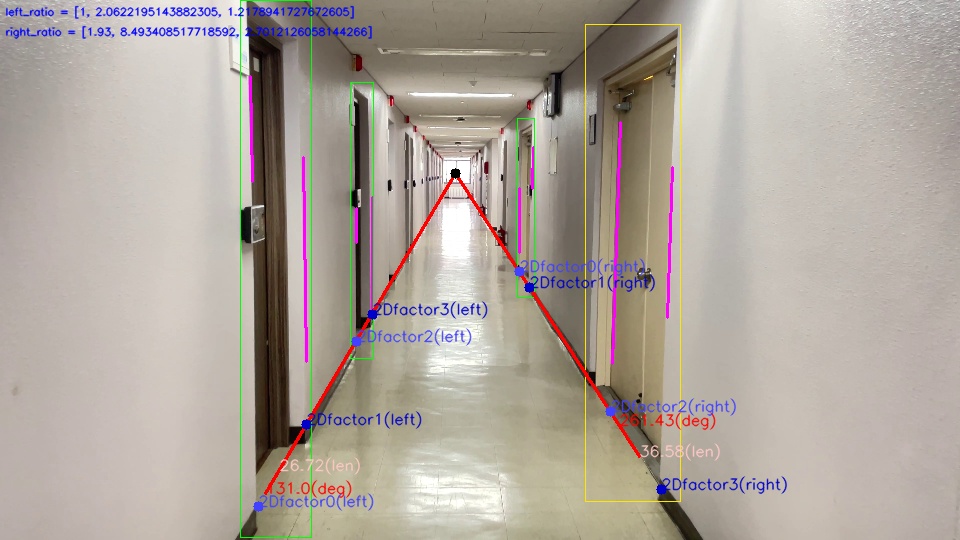 left_ratio = [1, 2.0622195143882305, 1.2178941727672605]
right_ratio = [1.93, 8.493408517718592, 2.7012126058144266]
2Dfactor0(right)
2Dfactor1(right)
2Dfactor3(left)
2Dfactor2(left)
2Dfactor2(right)
2Dfactor1(left)
261.43(deg)
36.58(len)
26.72(len)
2Dfactor3(right)
131.0(deg)
2Dfactor0(left)